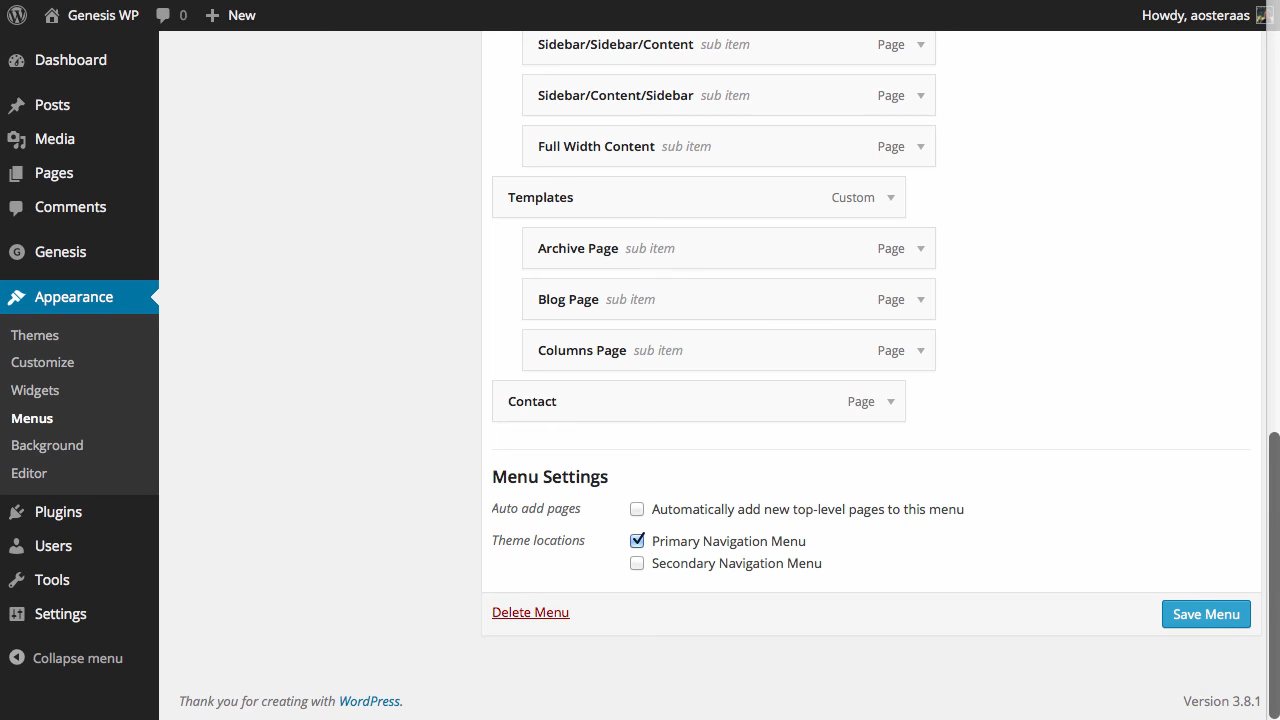 Genesis WP 0 New Howdy, aosteraas
Dashboard
Posts
Media
Pages
Comments
Genesis
Appearance
Themes
Customize
Widgets
Menus
Background
Editor
Plugins
Users
Tools
Settings
Collapse menu
Sidebar/Sidebar/Content sub item Page
Sidebar/Content/Sidebar sub item Page
Full Width Content sub item Page
Templates Custom
Archive Page sub item Page
Blog Page sub item Page
Columns Page sub item Page
Contact Page
Menu Settings
Auto add pages Automatically add new top-level pages to this menu
Theme locations Primary Navigation Menu
Secondary Navigation Menu
Delete Menu Save Menu
Thank you for creating with WordPress. Version 3.8.1